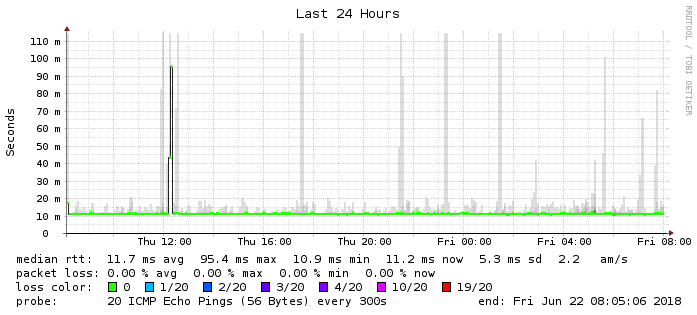 Last 24 Hours
RRDTOOL / TOBI OETIKER
Seconds
110 m
100 m
90 m
80 m
70 m
60 m
50 m
40 m
30 m
20 m
10 m
0
Thu 12:00 Thu 16:00 Thu 20:00 Fri 00:00 Fri 04:00 Fri 08:00
median rtt: 11.7 ms avg 95.4 ms max 10.9 ms min 11.2 ms now 5.3 ms sd 2.2 am/s
packet loss: 0.00 % avg 0.00 % max 0.00 % min 0.00 % now
loss color: 0 1/20 2/20 3/20 4/20 10/20 19/20
probe: 20 ICMP Echo Pings (56 Bytes) every 300s end: Fri Jun 22 08:05:06 2018